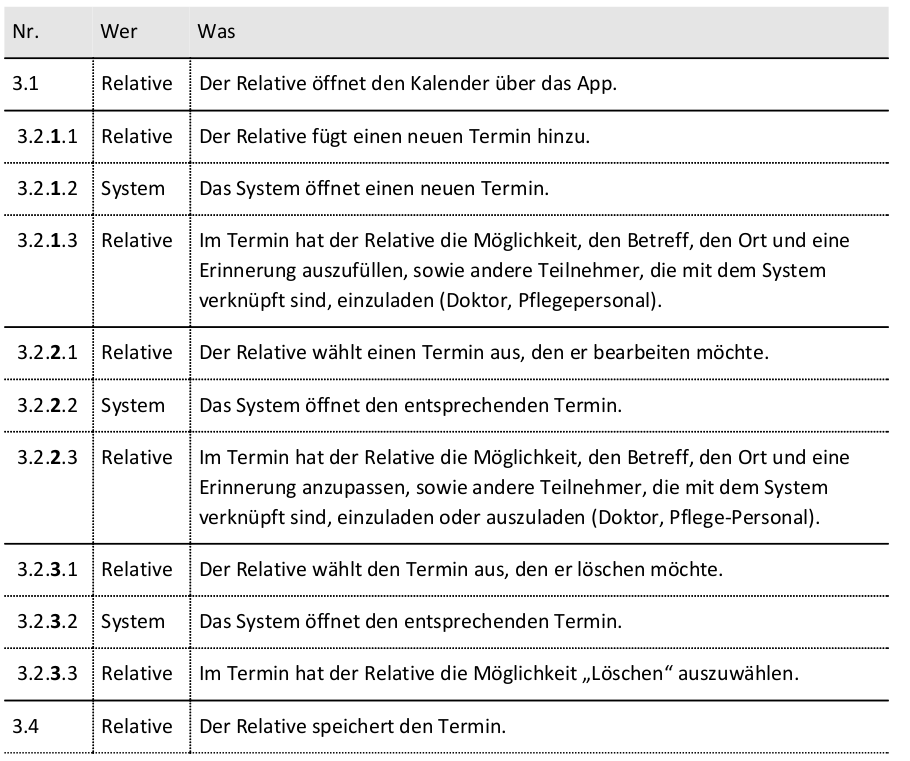 Nr. Wer Was
3.1 Relative Der Relative öffnet den Kalender über das App.
3.2.1.1 Relative Der Relative fügt einen neuen Termin hinzu.
3.2.1.2 System Das System öffnet einen neuen Termin.
3.2.1.3 Relative Im Termin hat der Relative die Möglichkeit, den Betreff, den Ort und eine
Erinnerung auszufüllen, sowie andere Teilnehmer, die mit dem System
verknüpft sind, einzuladen (Doktor, Pflegepersonal).
3.2.2.1 Relative Der Relative wählt einen Termin aus, den er bearbeiten möchte.
3.2.2.2 System Das System öffnet den entsprechenden Termin.
3.2.2.3 Relative Im Termin hat der Relative die Möglichkeit, den Betreff, den Ort und eine
Erinnerung anzupassen, sowie andere Teilnehmer, die mit dem System
verknüpft sind, einzuladen oder auszuladen (Doktor, Pflege-Personal).
3.2.3.1 Relative Der Relative wählt den Termin aus, den er löschen möchte.
3.2.3.2 System Das System öffnet den entsprechenden Termin.
3.2.3.3 Relative Im Termin hat der Relative die Möglichkeit „Löschen“ auszuwählen.
3.4 Relative Der Relative speichert den Termin.